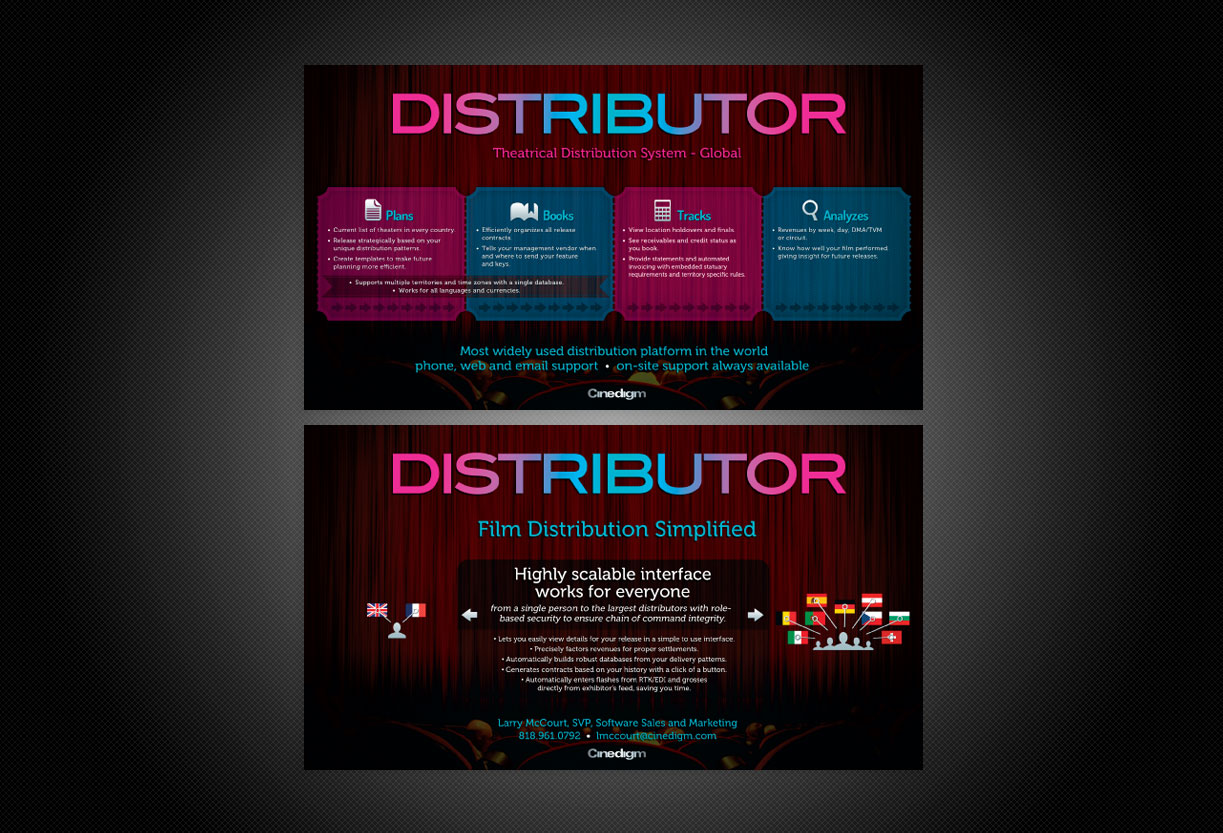 DISTRIBUTOR
Theatrical Distribution System - Global
Plans
• Current list of theaters in every country.
• Release strategically based on your
unique distribution patterns.
• Create templates to make future
planning more efficient.
Books
• Efficiently organizes all release
contracts.
• Tells your management vendor when
and where to send your feature
and keys.
• Supports multiple territories and time zones with a single database.
• Works for all languages and currencies.
Tracks
• View location holdovers and finals.
• See receivables and credit status as
you book.
• Provide statements and automated
invoicing with embedded statuary
requirements and territory specific rules.
Analyzes
• Revenues by week, day, DMA/TVM
or circuit.
• Know how well your film performed,
giving insight for future releases.
Most widely used distribution platform in the world
phone, web and email support • on-site support always available
Cinedigm
DISTRIBUTOR
Film Distribution Simplified
Highly scalable interface
works for everyone
from a single person to the largest distributors with role-
based security to ensure chain of command integrity.
• Lets you easily view details for your release in a simple to use interface.
• Precisely factors revenues for proper settlements.
• Automatically builds robust databases from your delivery patterns.
• Generates contracts based on your history with a click of a button.
• Automatically enters flashes from RTK/EDI and grosses
directly from exhibitor's feed, saving you time.
Larry McCourt, SVP, Software Sales and Marketing
818.961.0792 • lmccourt@cinedigm.com
Cinedigm